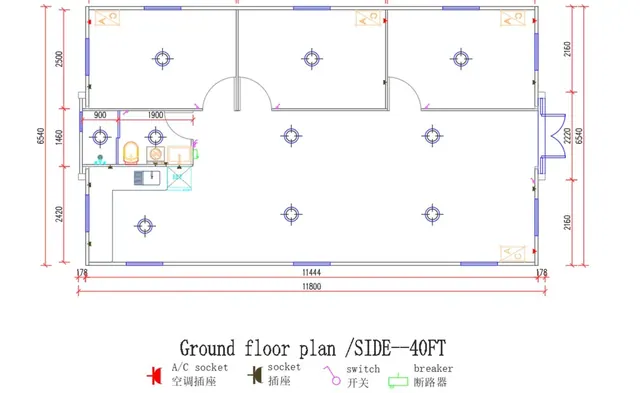 2500
2160
900
1900
6540
1460
2220
6540
2420
2160
178
11444
178
11800
Ground floor plan /SIDE--40FT
A/C socket
空调插座
socket
插座
switch
开关
breaker
断路器